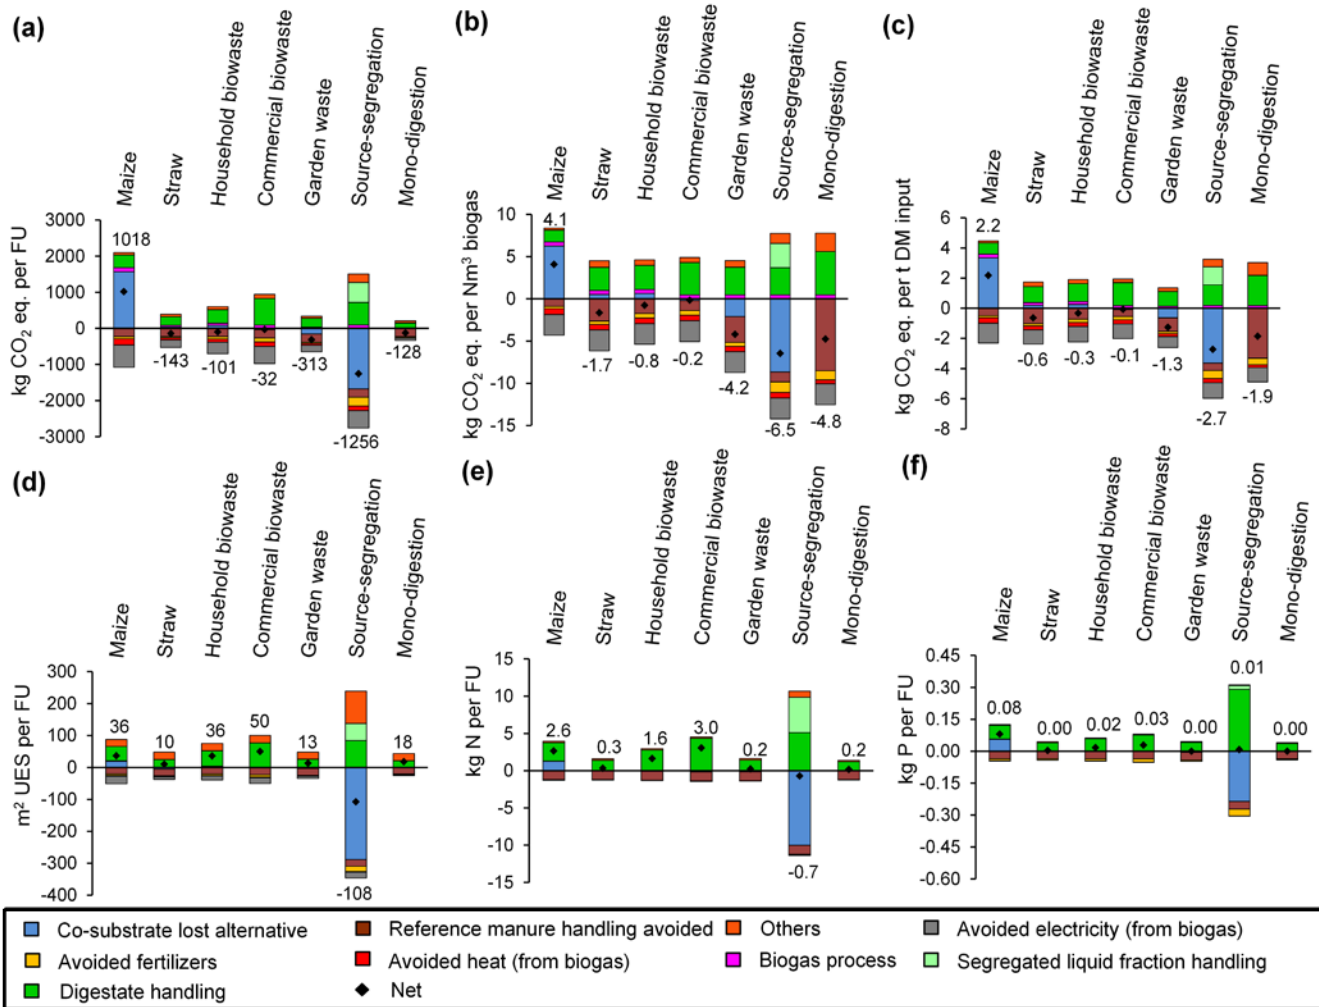 (a)
Maize
Straw
Household biowaste
Commercial biowaste
Garden waste
Source-segregation
Mono-digestion
kg CO2 eq. per FU
3000
2000
1000
0
-1000
-2000
-3000
1018
-143
-101
-32
-313
-1256
-128
(b)
Maize
Straw
Household biowaste
Commercial biowaste
Garden waste
Source-segregation
Mono-digestion
kg CO2 eq. per Nm3 biogas
10
5
0
-5
-10
-15
4.1
-1.7
-0.8
-0.2
-4.2
-6.5
-4.8
(c)
Maize
Straw
Household biowaste
Commercial biowaste
Garden waste
Source-segregation
Mono-digestion
kg CO2 eq. per t DM input
6
4
2
0
-2
-4
-6
-8
2.2
-0.6
-0.3
-0.1
-1.3
-2.7
-1.9
(d)
Maize
Straw
Household biowaste
Commercial biowaste
Garden waste
Source-segregation
Mono-digestion
m2 UES per FU
300
200
100
0
-100
-200
-300
-400
36
10
36
50
13
-108
18
(e)
Maize
Straw
Household biowaste
Commercial biowaste
Garden waste
Source-segregation
Mono-digestion
kg N per FU
15
10
5
0
-5
-10
-15
2.6
0.3
1.6
3.0
0.2
-0.7
0.2
(f)
Maize
Straw
Household biowaste
Commercial biowaste
Garden waste
Source-segregation
Mono-digestion
kg P per FU
0.45
0.30
0.15
0.00
-0.15
-0.30
-0.45
-0.60
0.08
0.00
0.02
0.03
0.00
0.01
0.00
Co-substrate lost alternative
Reference manure handling avoided
Others
Avoided electricity (from biogas)
Avoided fertilizers
Avoided heat (from biogas)
Biogas process
Segregated liquid fraction handling
Digestate handling
Net